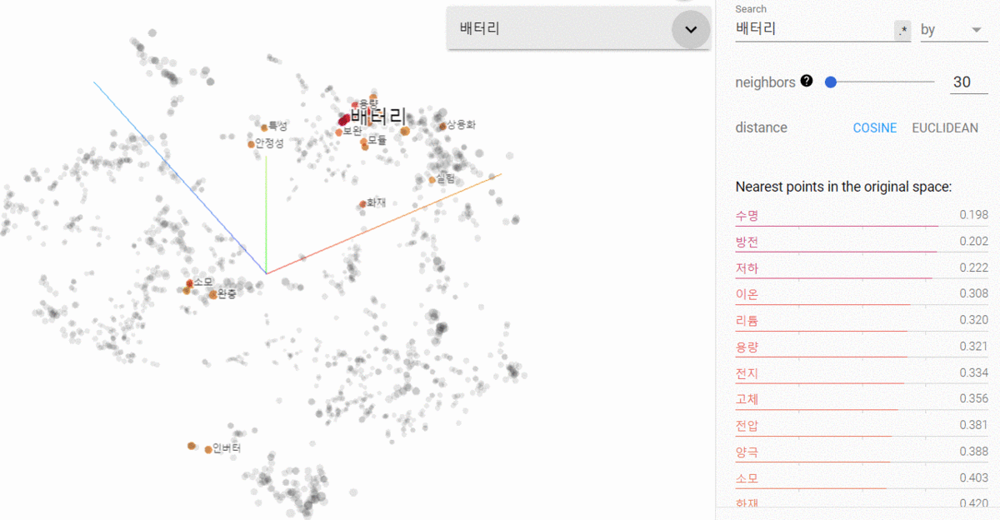 배터리
용량
배터리
특성
보완
상용화
안정성
모듈
실험
화재
소모
완충
인버터
Search
배터리
.*
by
neighbors ?
30
distance
COSINE
EUCLIDEAN
Nearest points in the original space:
수명 0.198
방전 0.202
저하 0.222
이온 0.308
리튬 0.320
용량 0.321
전지 0.334
고체 0.356
전압 0.381
양극 0.388
소모 0.403
화재 0.420